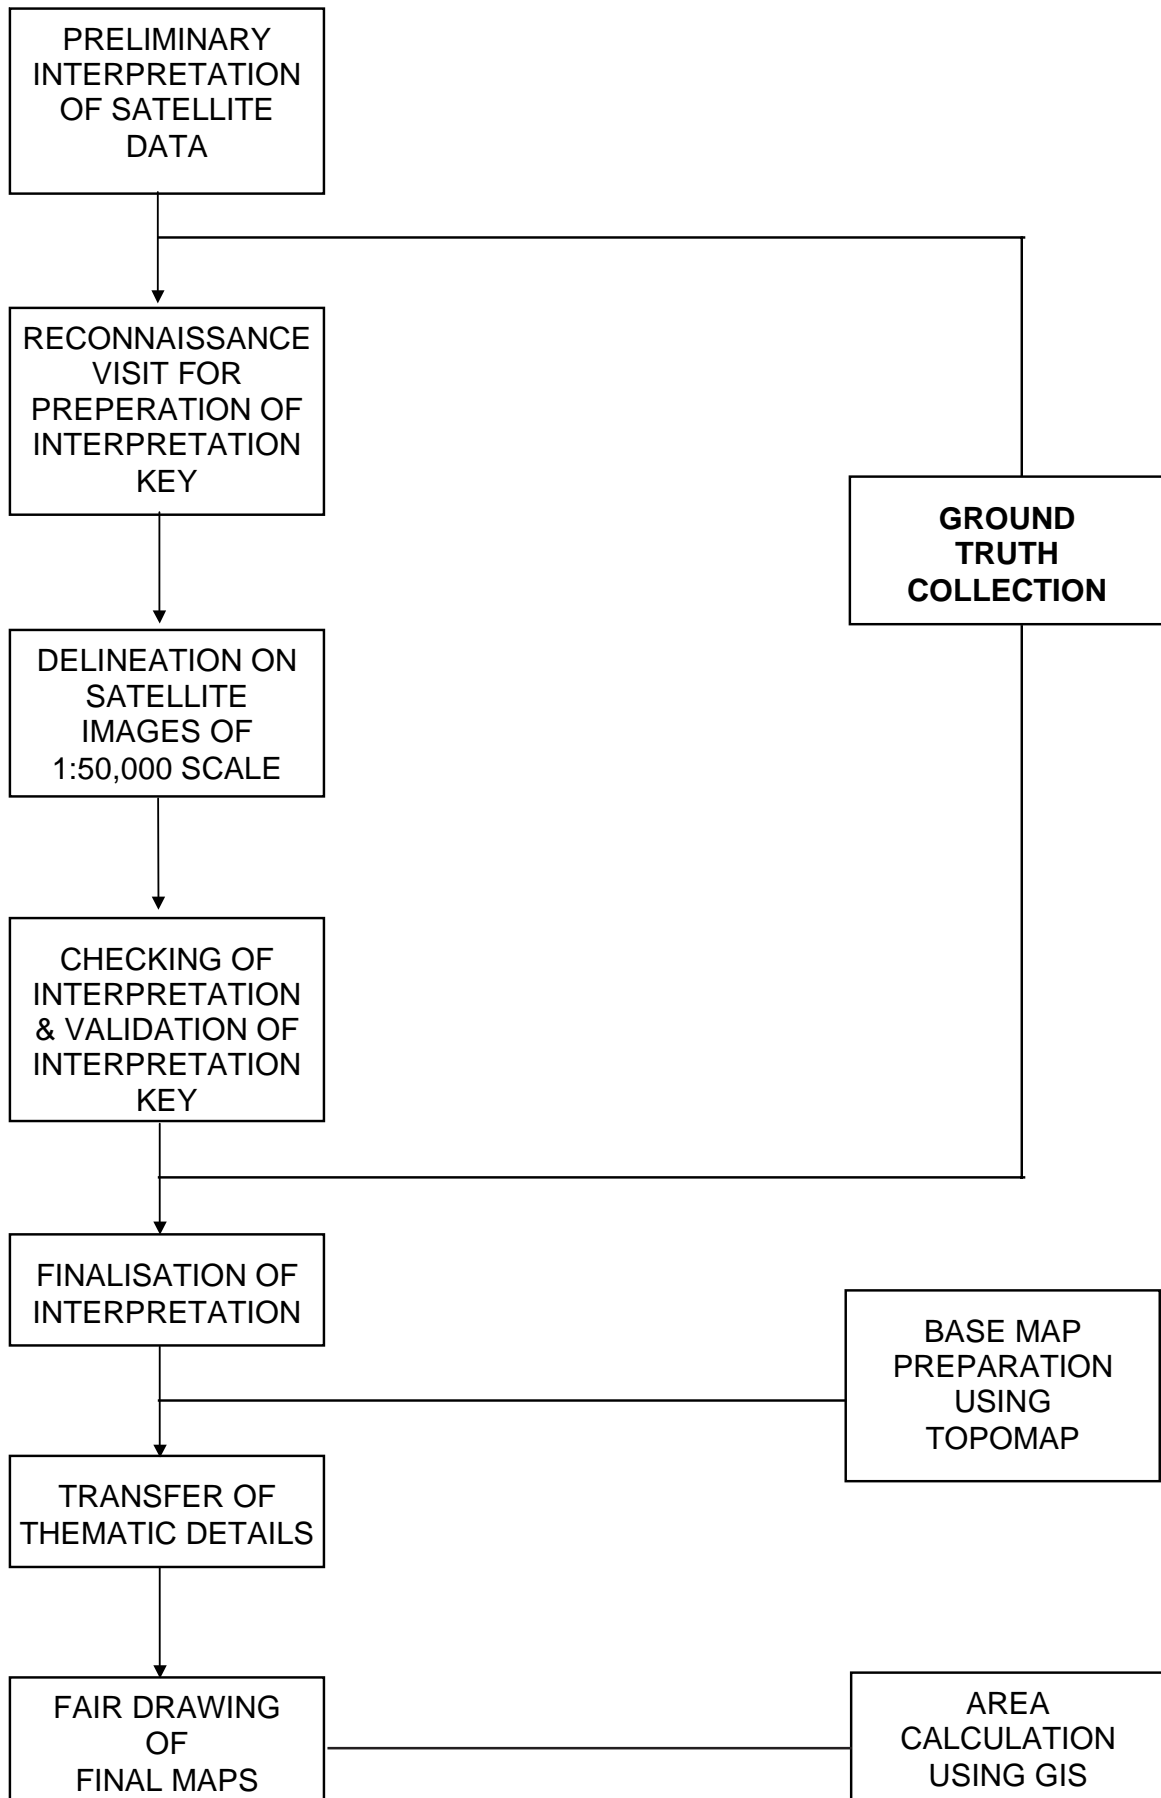 PRELIMINARY
INTERPRETATION
OF SATELLITE
DATA
RECONNAISSANCE
VISIT FOR
PREPERATION OF
INTERPRETATION
KEY
GROUND
TRUTH
COLLECTION
DELINEATION ON
SATELLITE
IMAGES OF
1:50,000 SCALE
CHECKING OF
INTERPRETATION
& VALIDATION OF
INTERPRETATION
KEY
FINALISATION OF
INTERPRETATION
BASE MAP
PREPARATION
USING
TOPOMAP
TRANSFER OF
THEMATIC DETAILS
FAIR DRAWING
OF
FINAL MAPS
AREA
CALCULATION
USING GIS